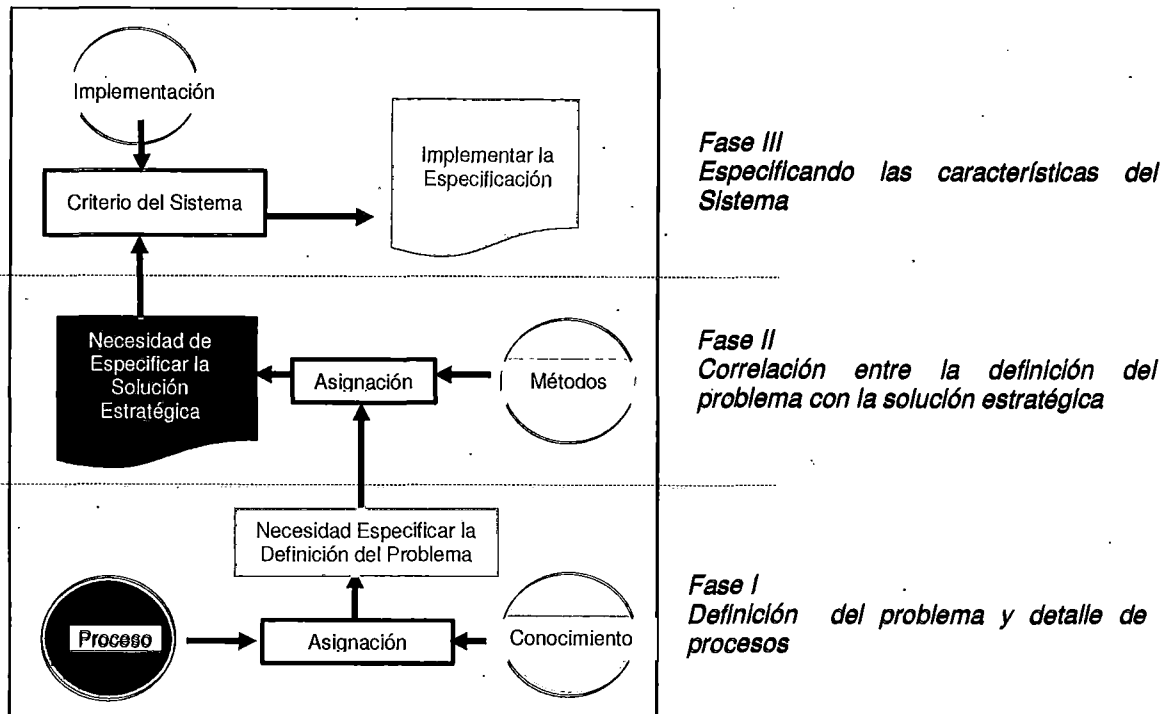 Implementación
Implementar la
Especificación
Criterio del Sistema
Fase III
Especificando las características del
Sistema
Necesidad de
Especificar la
Solución
Estratégica
Asignación
Métodos
Fase II
Correlación entre la definición del
problema con la solución estratégica
Necesidad Especificar la
Definición del Problema
Proceso
Asignación
Conocimiento
Fase I
Definición del problema y detalle de
procesos